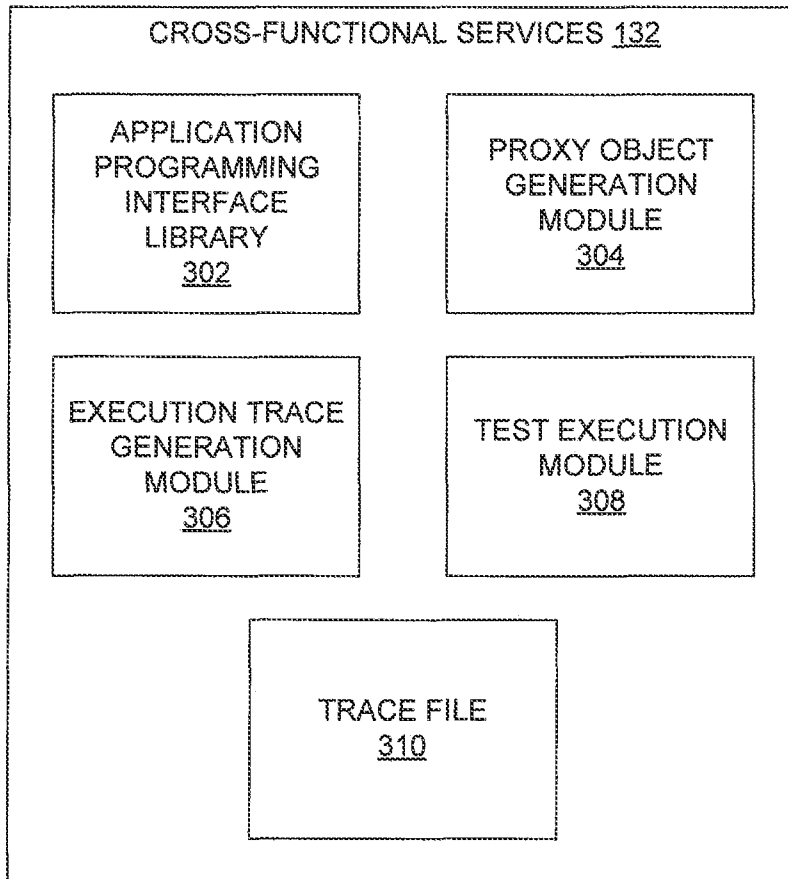 CROSS-FUNCTIONAL SERVICES 132
APPLICATION
PROGRAMMING
INTERFACE
LIBRARY
302
PROXY OBJECT
GENERATION
MODULE
304
EXECUTION TRACE
GENERATION
MODULE
306
TEST EXECUTION
MODULE
308
TRACE FILE
310